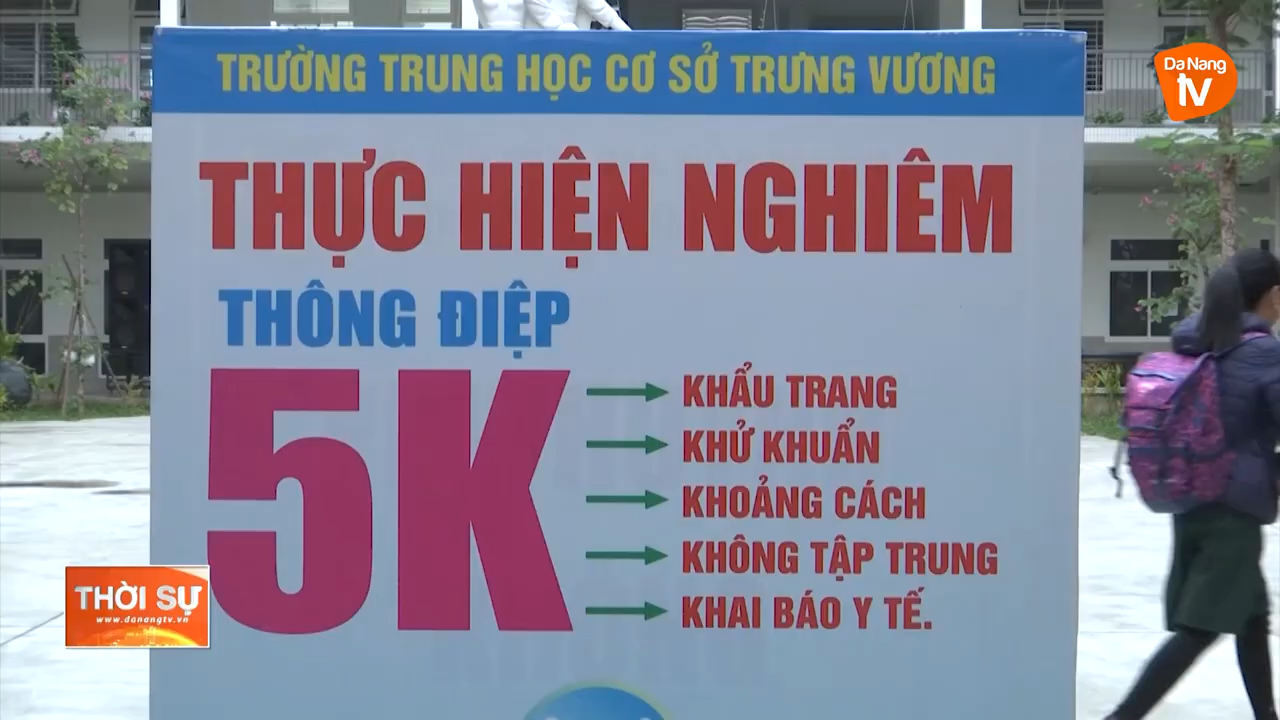 TRƯỜNG TRUNG HỌC CƠ SỞ TRƯNG VƯƠNG
Da Nang
tv
THỰC HIỆN NGHIÊM
THÔNG ĐIỆP
5K
KHẨU TRANG
KHỬ KHUẨN
KHOẢNG CÁCH
KHÔNG TẬP TRUNG
KHAI BÁO Y TẾ.
THỜI SỰ
www.danangtv.vn